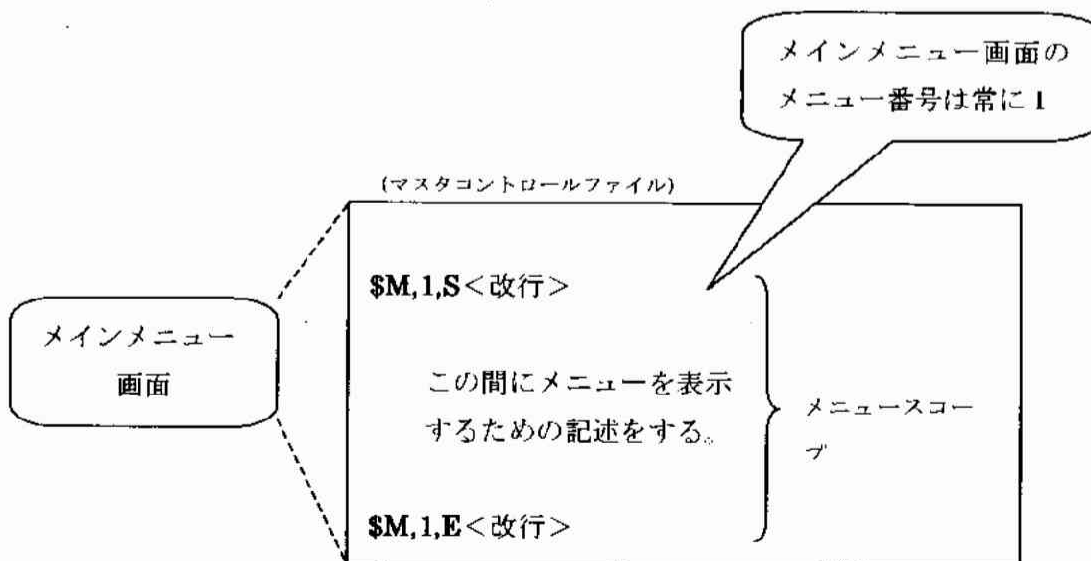 メインメニュー画面の
メニュー番号は常に1
(マスタコントロールファイル)
$M,1,S<改行>
メインメニュー
画面
この間にメニューを表示
するための記述をする。
メニュースコー
プ
$M,1,E<改行>